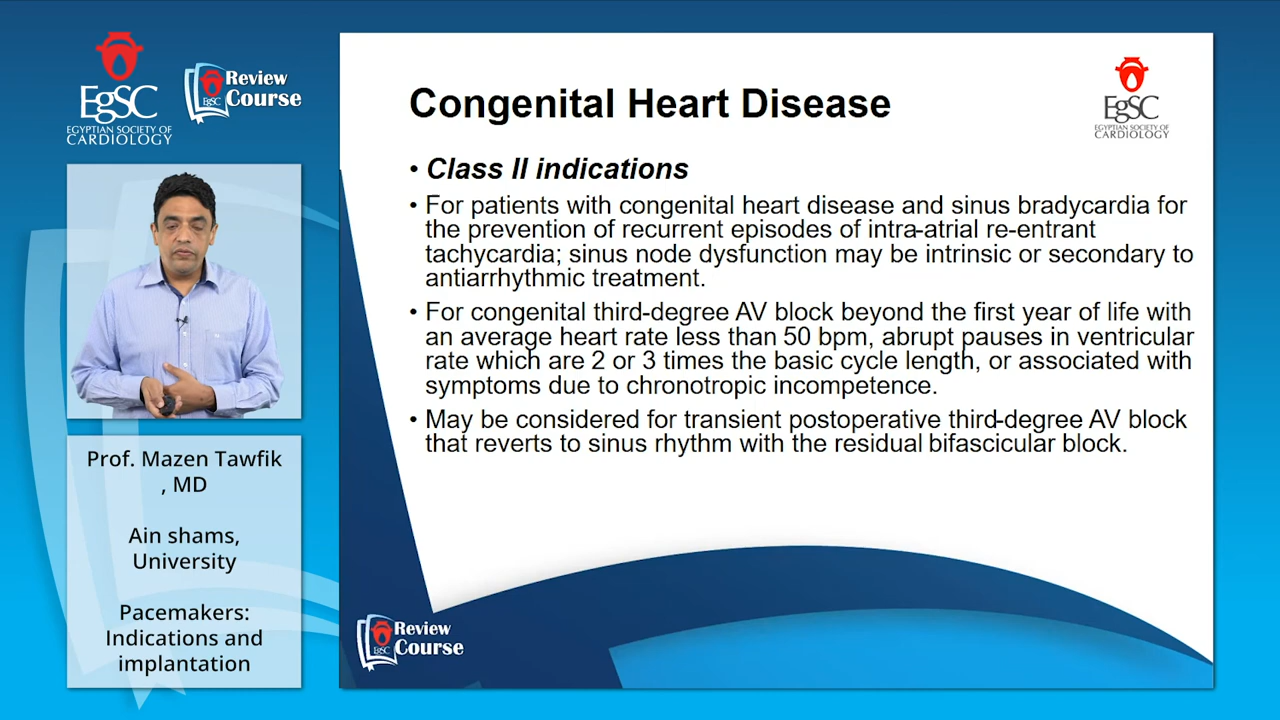 EgSC
EGYPTIAN SOCIETY OF
CARDIOLOGY
EgSC
Review
Course
EgSC
EGYPTIAN SOCIETY OF
CARDIOLOGY
Congenital Heart Disease
• Class II indications
• For patients with congenital heart disease and sinus bradycardia for
the prevention of recurrent episodes of intra-atrial re-entrant
tachycardia; sinus node dysfunction may be intrinsic or secondary to
antiarrhythmic treatment.
• For congenital third-degree AV block beyond the first year of life with
an average heart rate less than 50 bpm, abrupt pauses in ventricular
rate which are 2 or 3 times the basic cycle length, or associated with
symptoms due to chronotropic incompetence.
• May be considered for transient postoperative third-degree AV block
that reverts to sinus rhythm with the residual bifascicular block.
Prof. Mazen Tawfik
, MD
Ain shams,
University
Pacemakers:
Indications and
implantation
EgSC
Review
Course